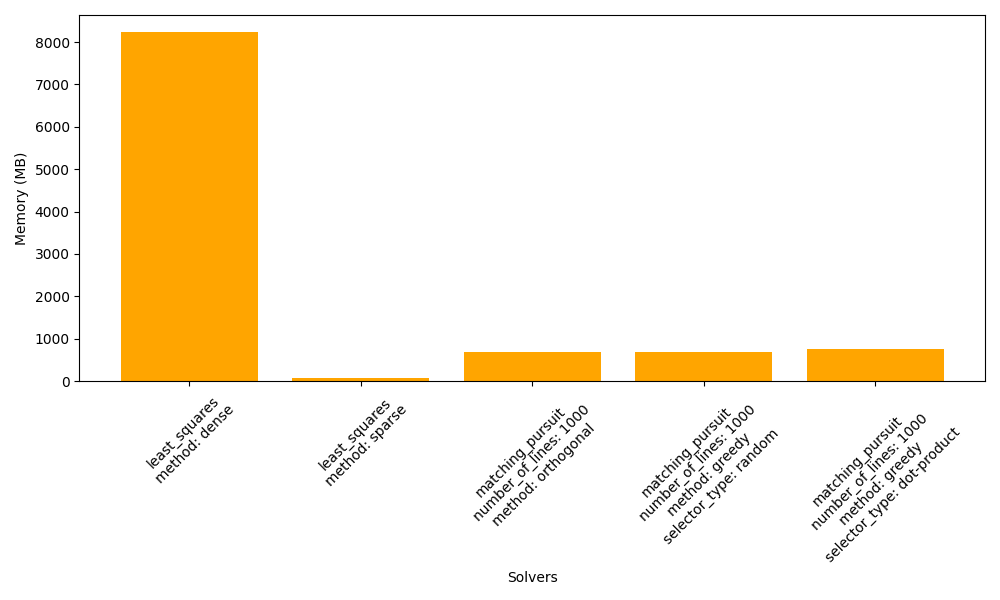 8000
7000
6000
5000
4000
3000
2000
1000
0
Memory (MB)
least_squares
method: dense
least_squares
method: sparse
matching_pursuit
number_of_lines: 1000
method: orthogonal
matching_pursuit
number_of_lines: 1000
method: greedy
selector_type: random
matching_pursuit
number_of_lines: 1000
method: greedy
selector_type: dot-product
Solvers